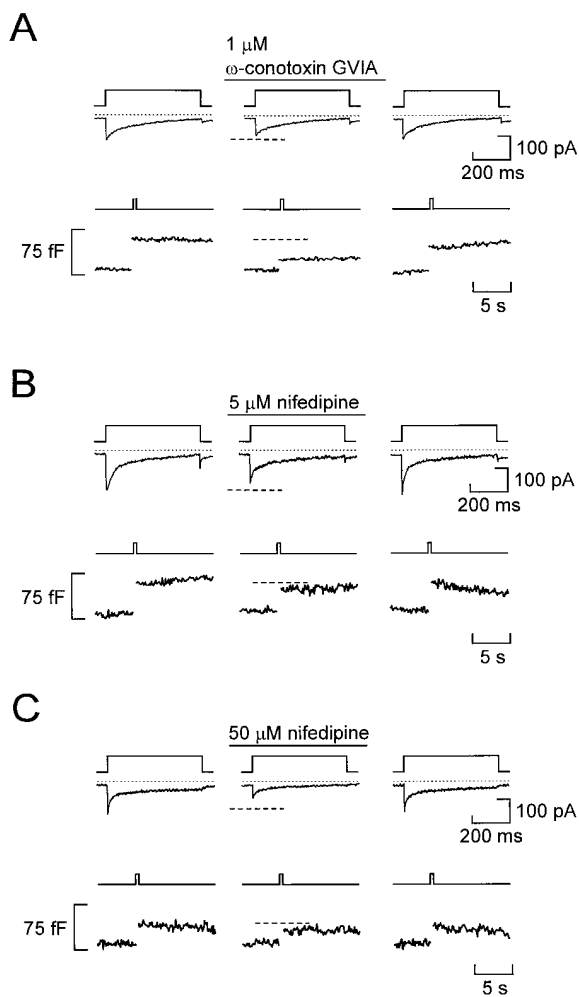 A
1 μM
ω-conotoxin GVIA
100 pA
200 ms
75 fF
5 s
B
5 μM nifedipine
100 pA
200 ms
75 fF
5 s
C
50 μM nifedipine
100 pA
200 ms
75 fF
5 s